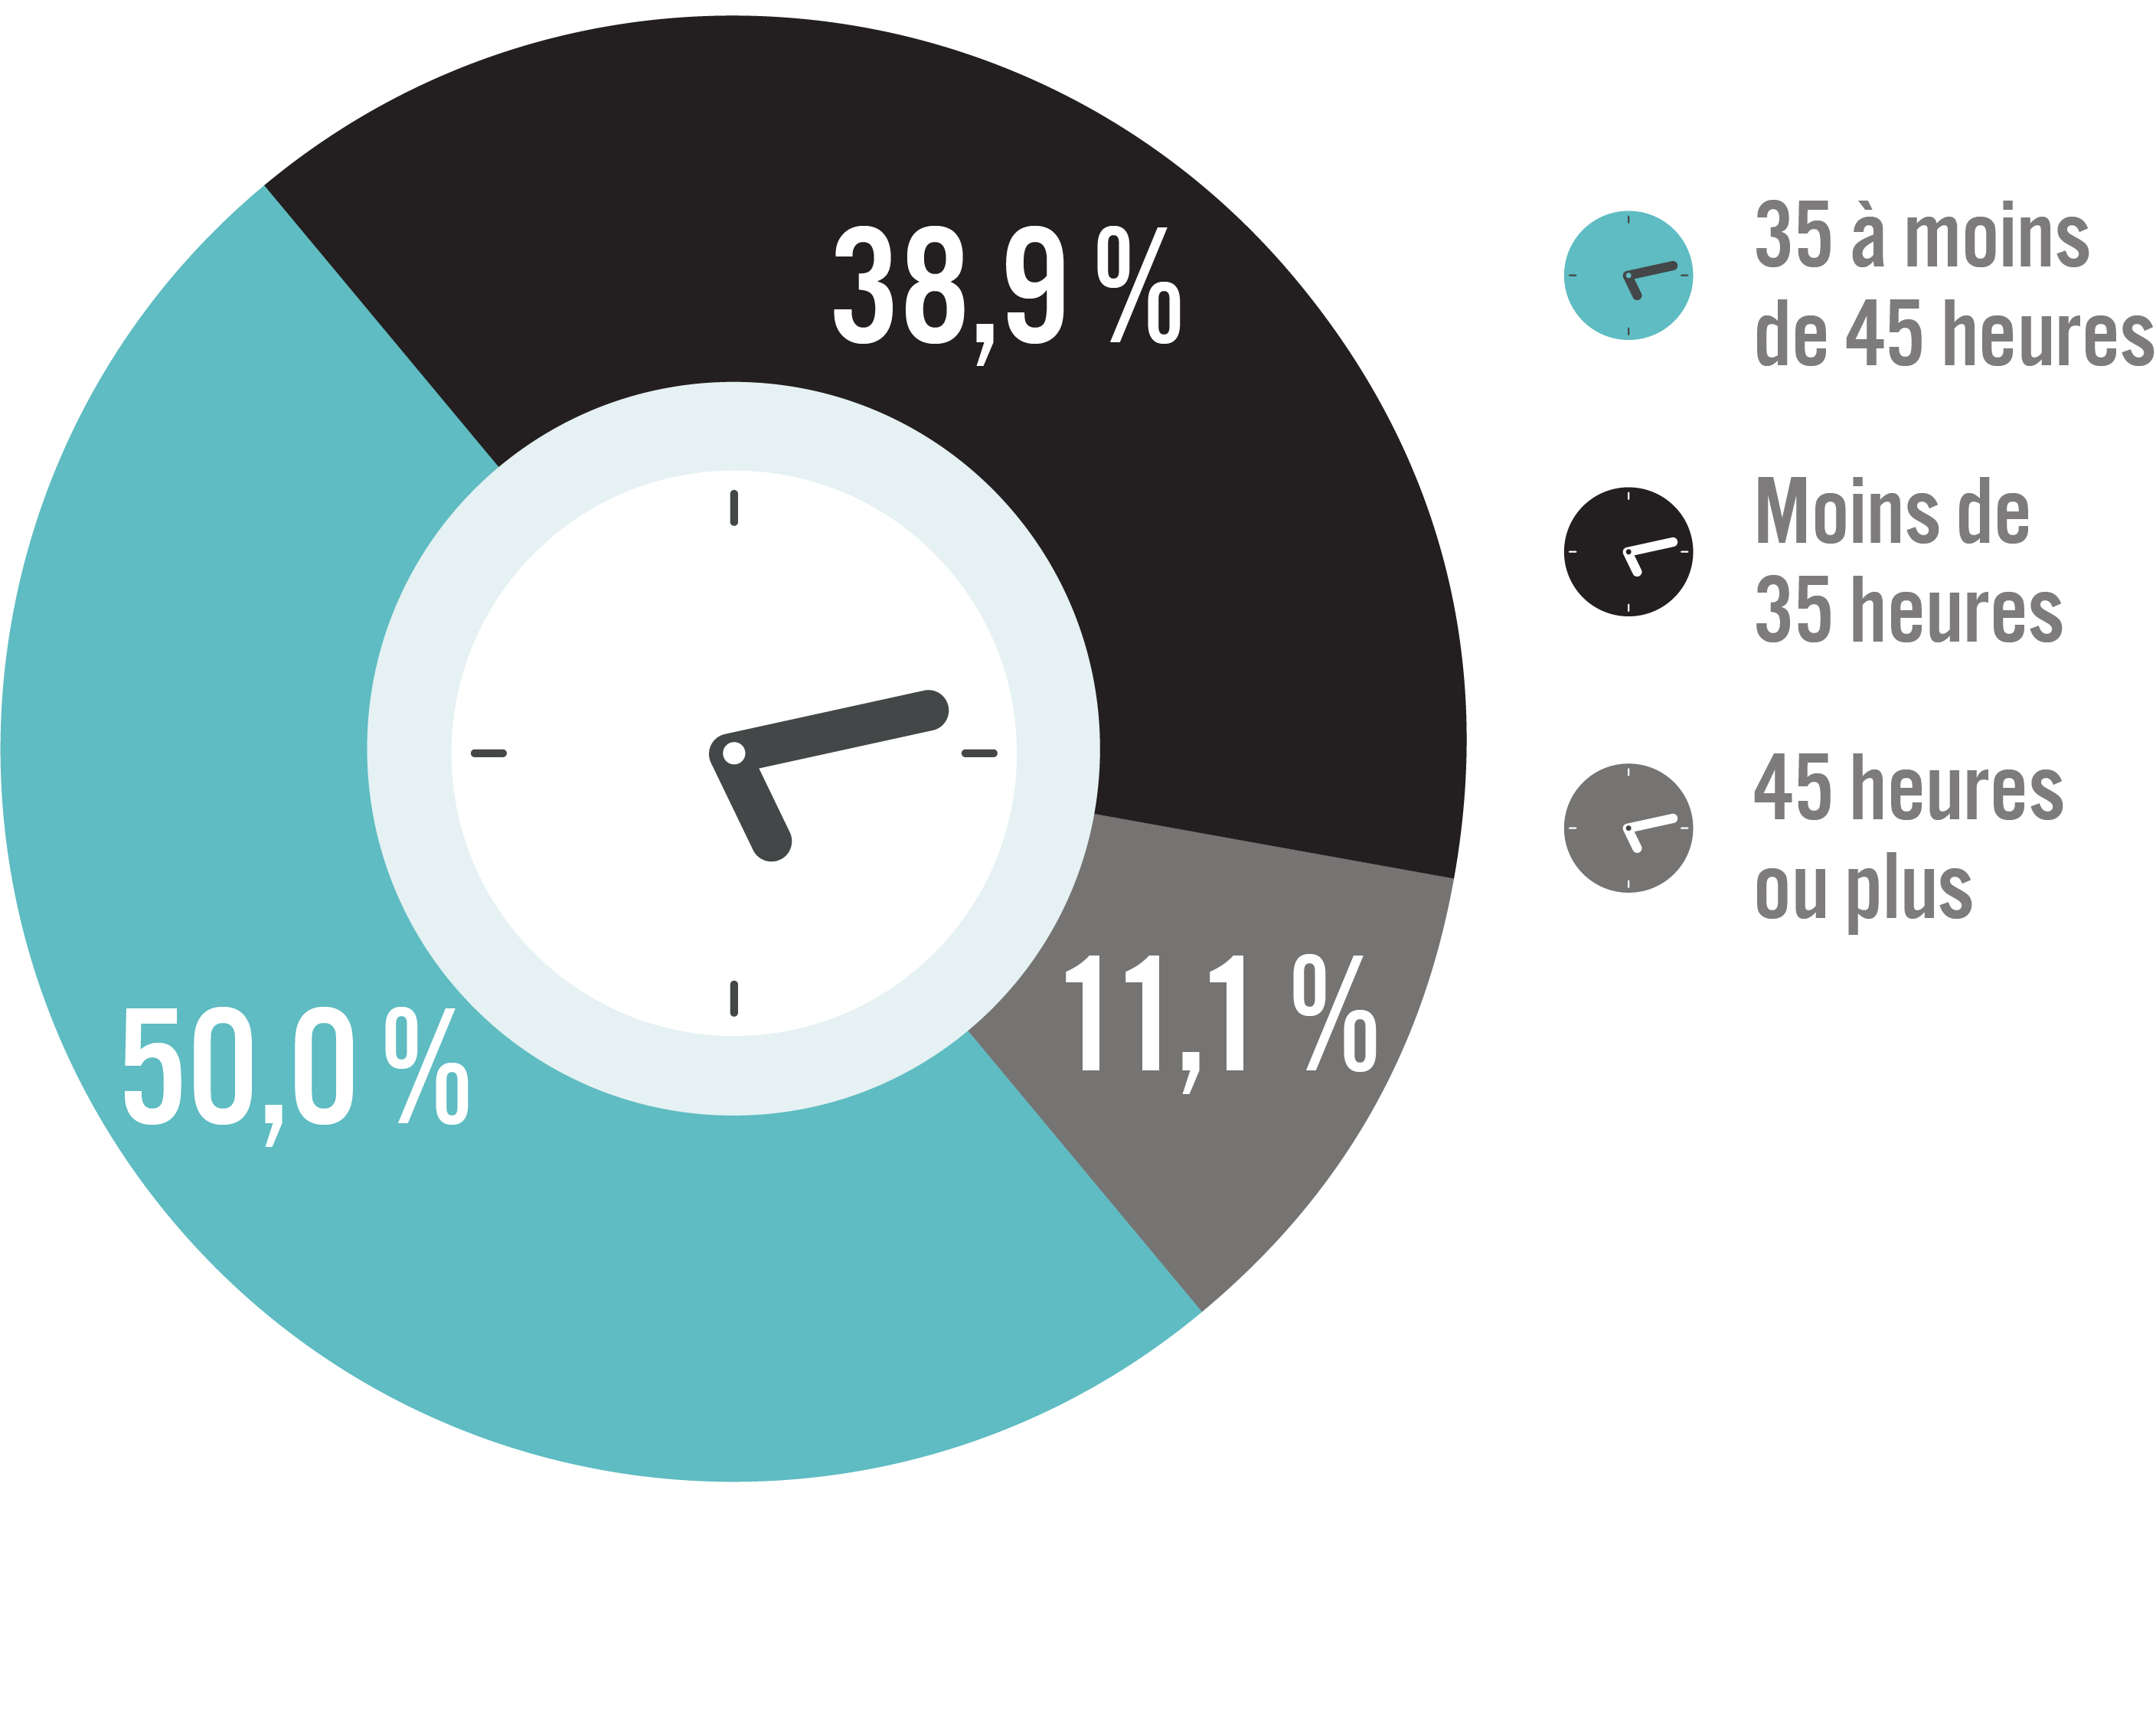 38,9 %
50,0 %
11,1 %
35 à moins
de 45 heures
Moins de
35 heures
45 heures
ou plus